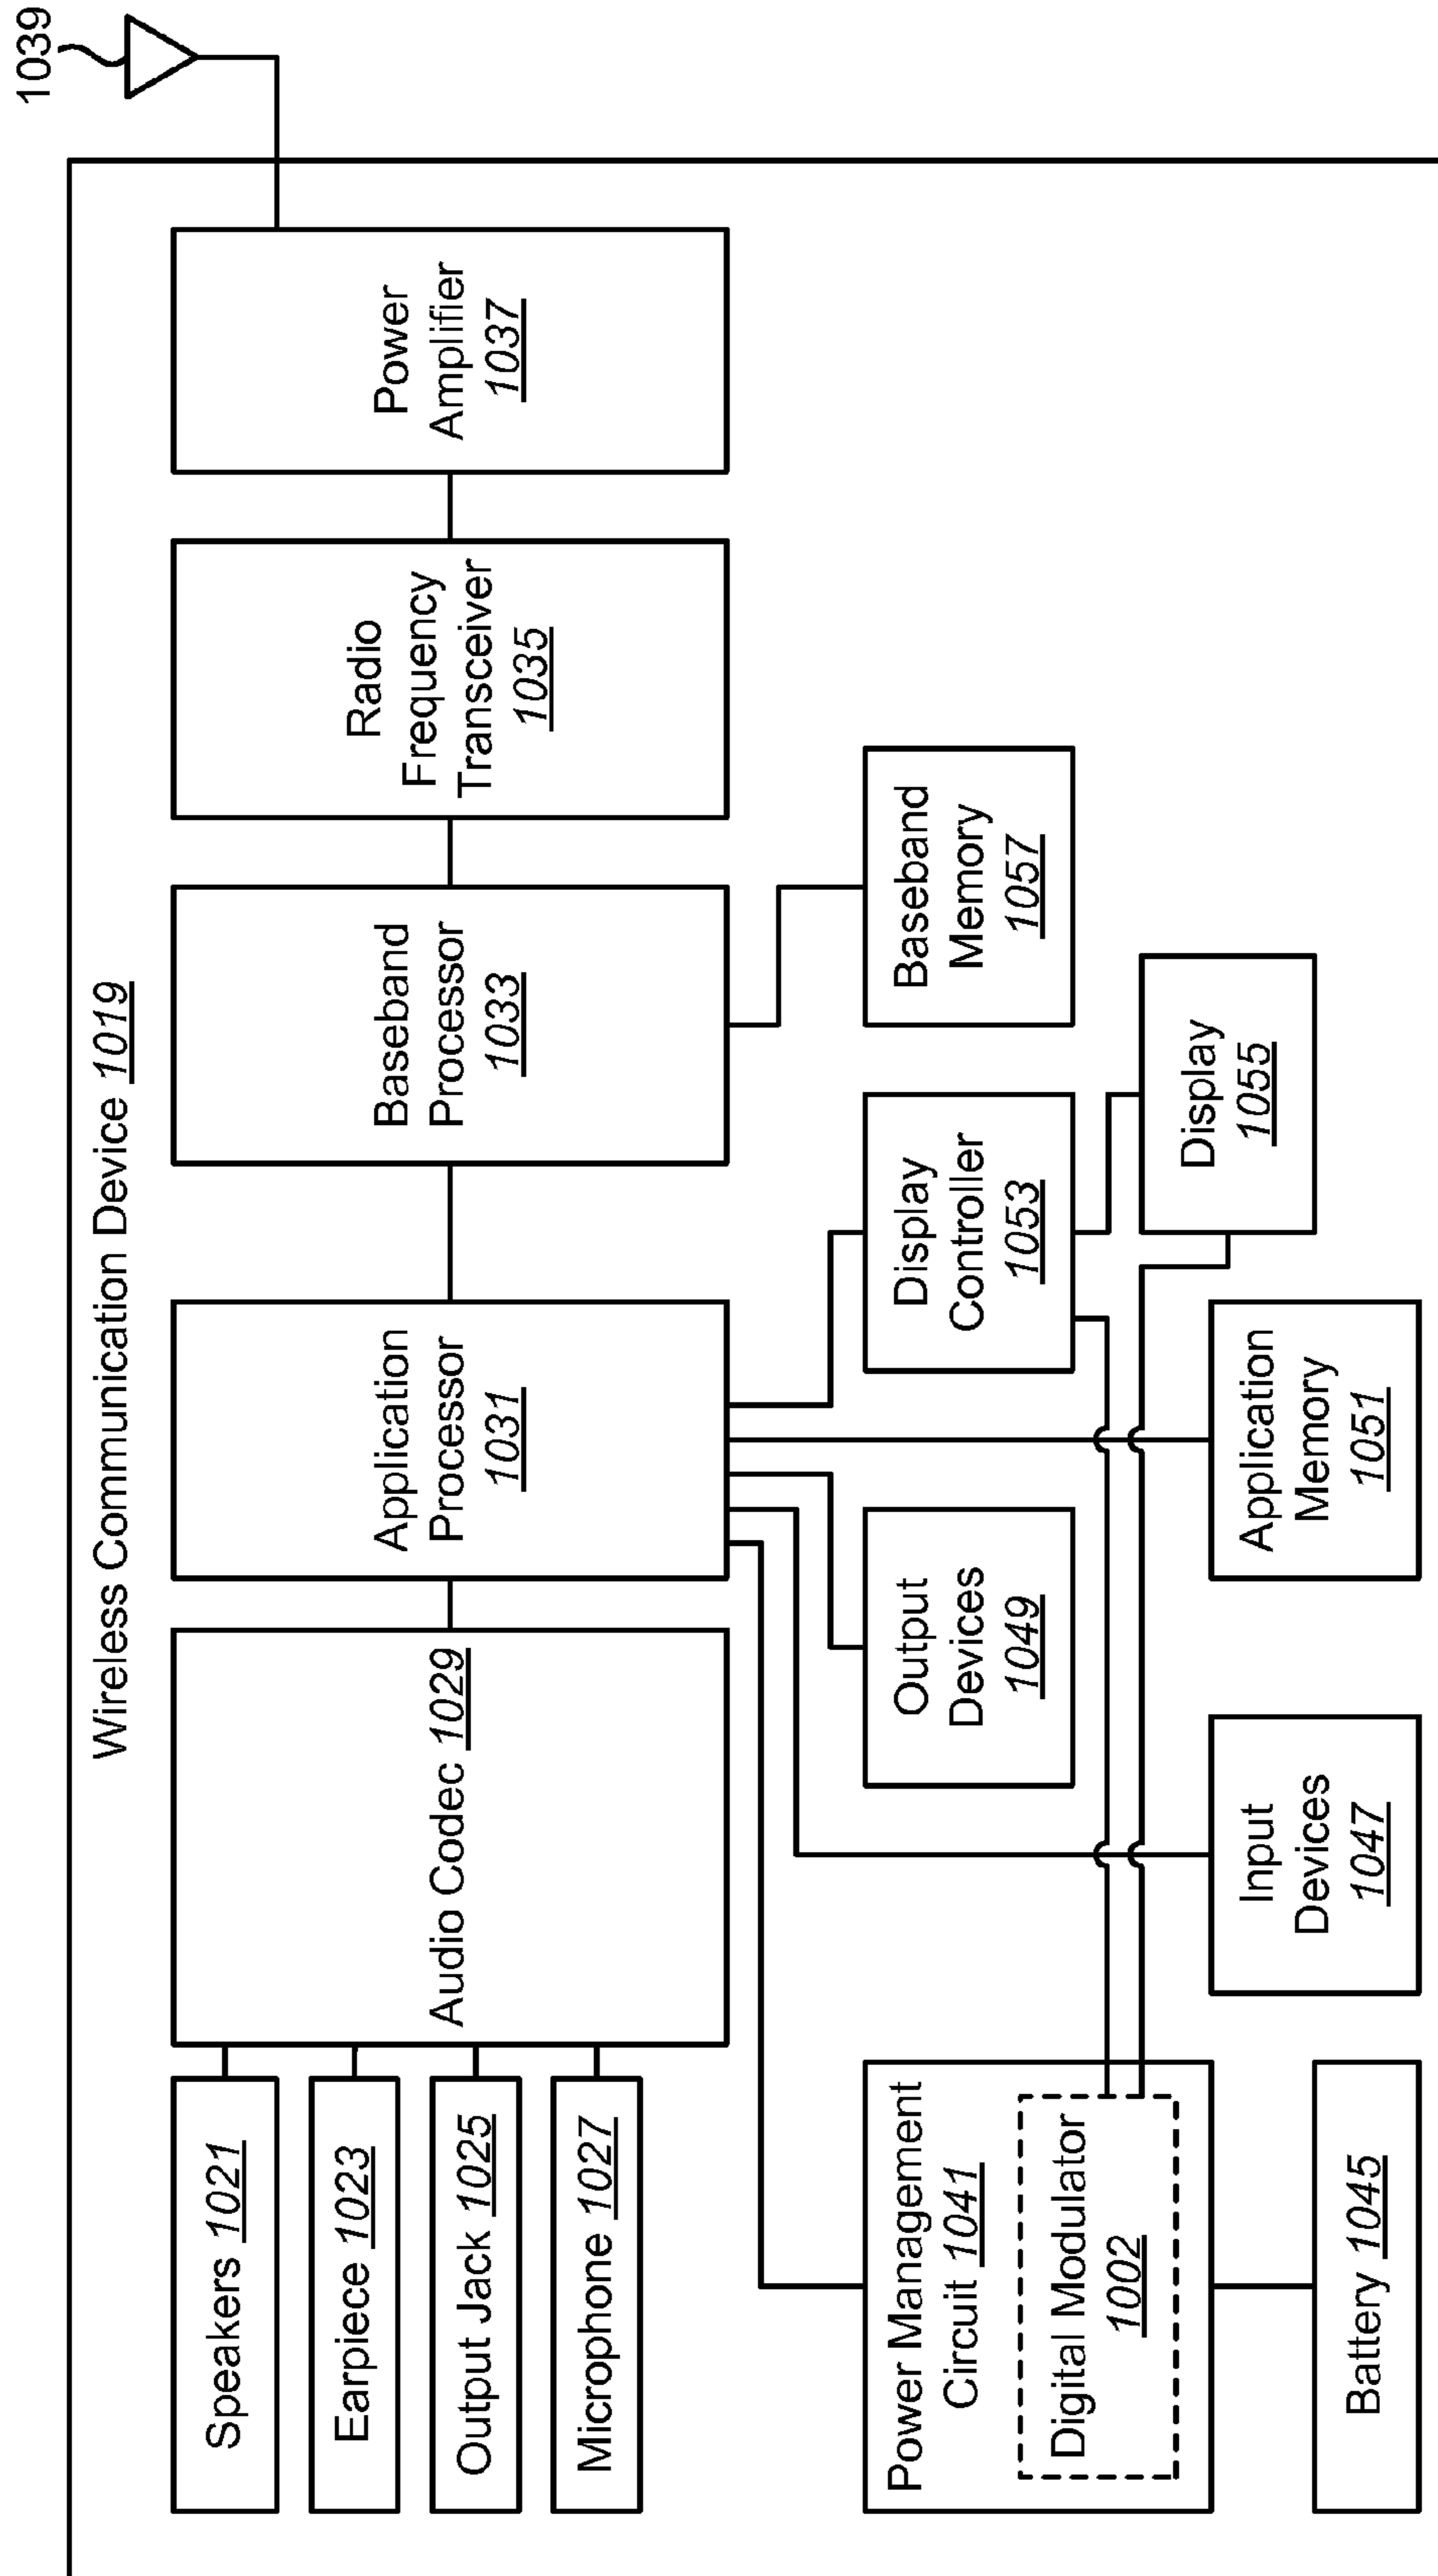 Wireless Communication Device 1019
1039
Speakers 1021
Earpiece 1023
Output Jack 1025
Microphone 1027
Audio Codec 1029
Application
Processor
1031
Baseband
Processor
1033
Radio
Frequency
Transceiver
1035
Power
Amplifier
1037
Power Management
Circuit 1041
Digital Modulator
1002
Output
Devices
1049
Display
Controller
1053
Baseband
Memory
1057
Display
1055
Battery 1045
Input
Devices
1047
Application
Memory
1051